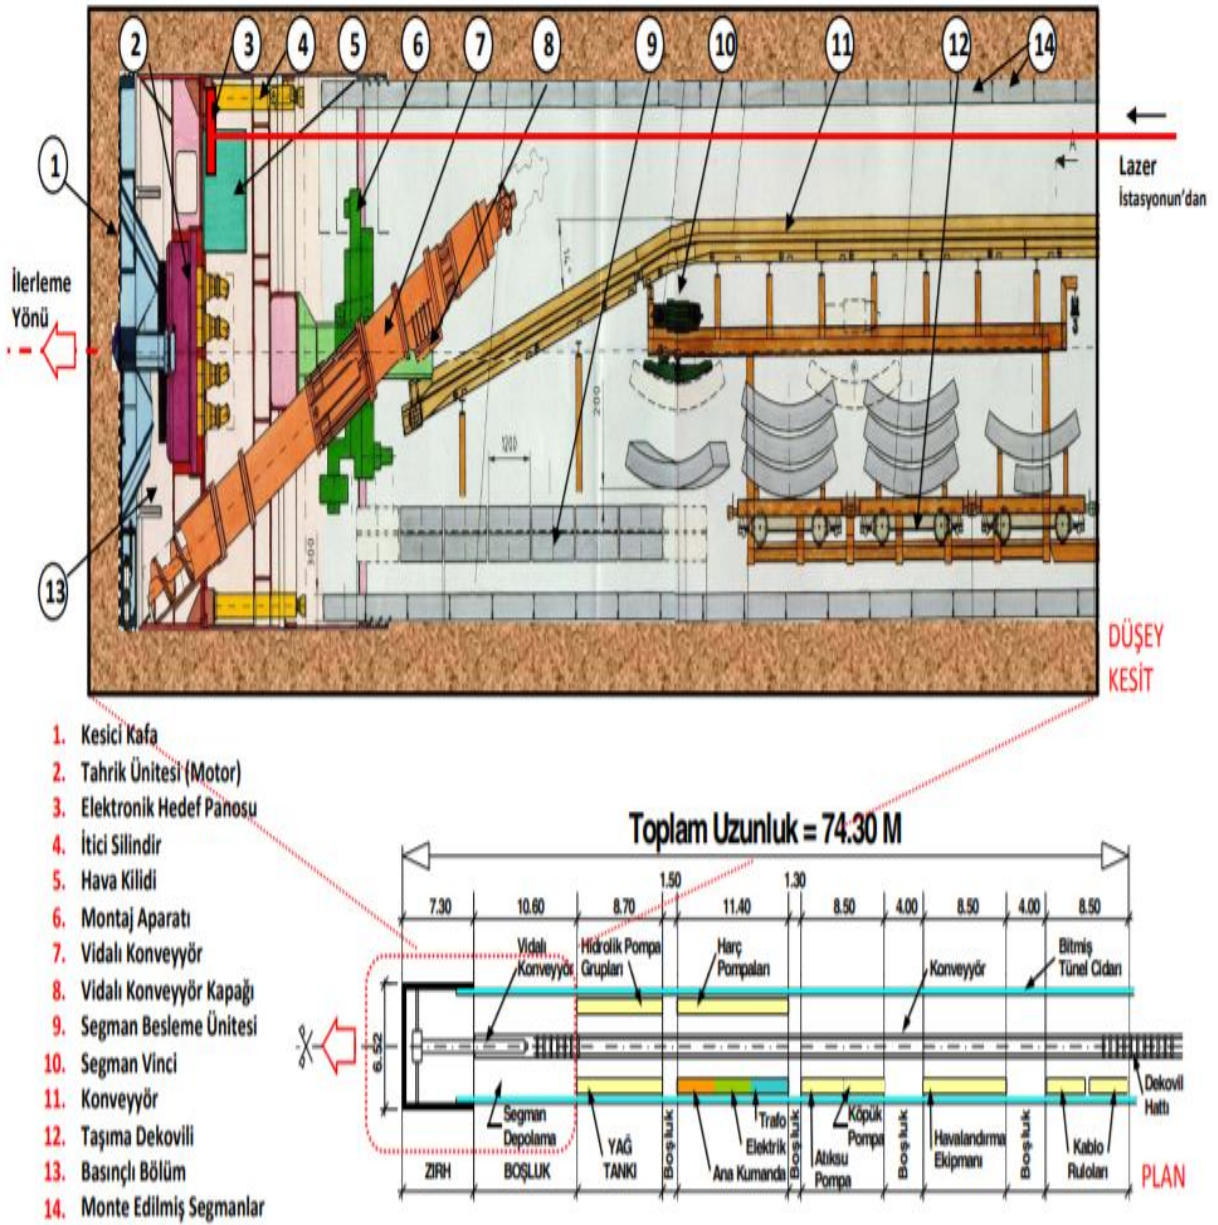 2
3
4
5
6
7
8
9
10
11
12
14
1
A
Lazer
İstasyonun'dan
İlerleme
Yönü
1200
200
300
13
DÜŞEY
KESİT
1. Kesici Kafa
2. Tahrik Ünitesi (Motor)
3. Elektronik Hedef Panosu
4. İtici Silindir
5. Hava Kilidi
6. Montaj Aparatı
7. Vidalı Konveyyör
8. Vidalı Konveyyör Kapağı
9. Segman Besleme Ünitesi
10. Segman Vinci
11. Konveyyör
12. Taşıma Dekovili
13. Basınçlı Bölüm
14. Monte Edilmiş Segmanlar
Toplam Uzunluk = 74.30 M
7.30 10.60 8.70 1.50 11.40 1.30 8.50 4.00 8.50 4.00 8.50
Vidalı
Konveyyör
Hidrolik Pompa
Grupları
Harç
Pompaları
Konveyyör
Bitmiş
Tünel Cidarı
6.52
Segman
Depolama
Trafo
Elektrik
Ana Kumanda
Köpük
Pompa
Atıksu
Pompa
Havalandırma
Ekipmanı
Kablo
Ruloları
Dekovil
Hattı
ZIRH
BOŞLUK
YAĞ
TANKI
Boşluk
Boşluk
Boşluk
Boşluk
PLAN